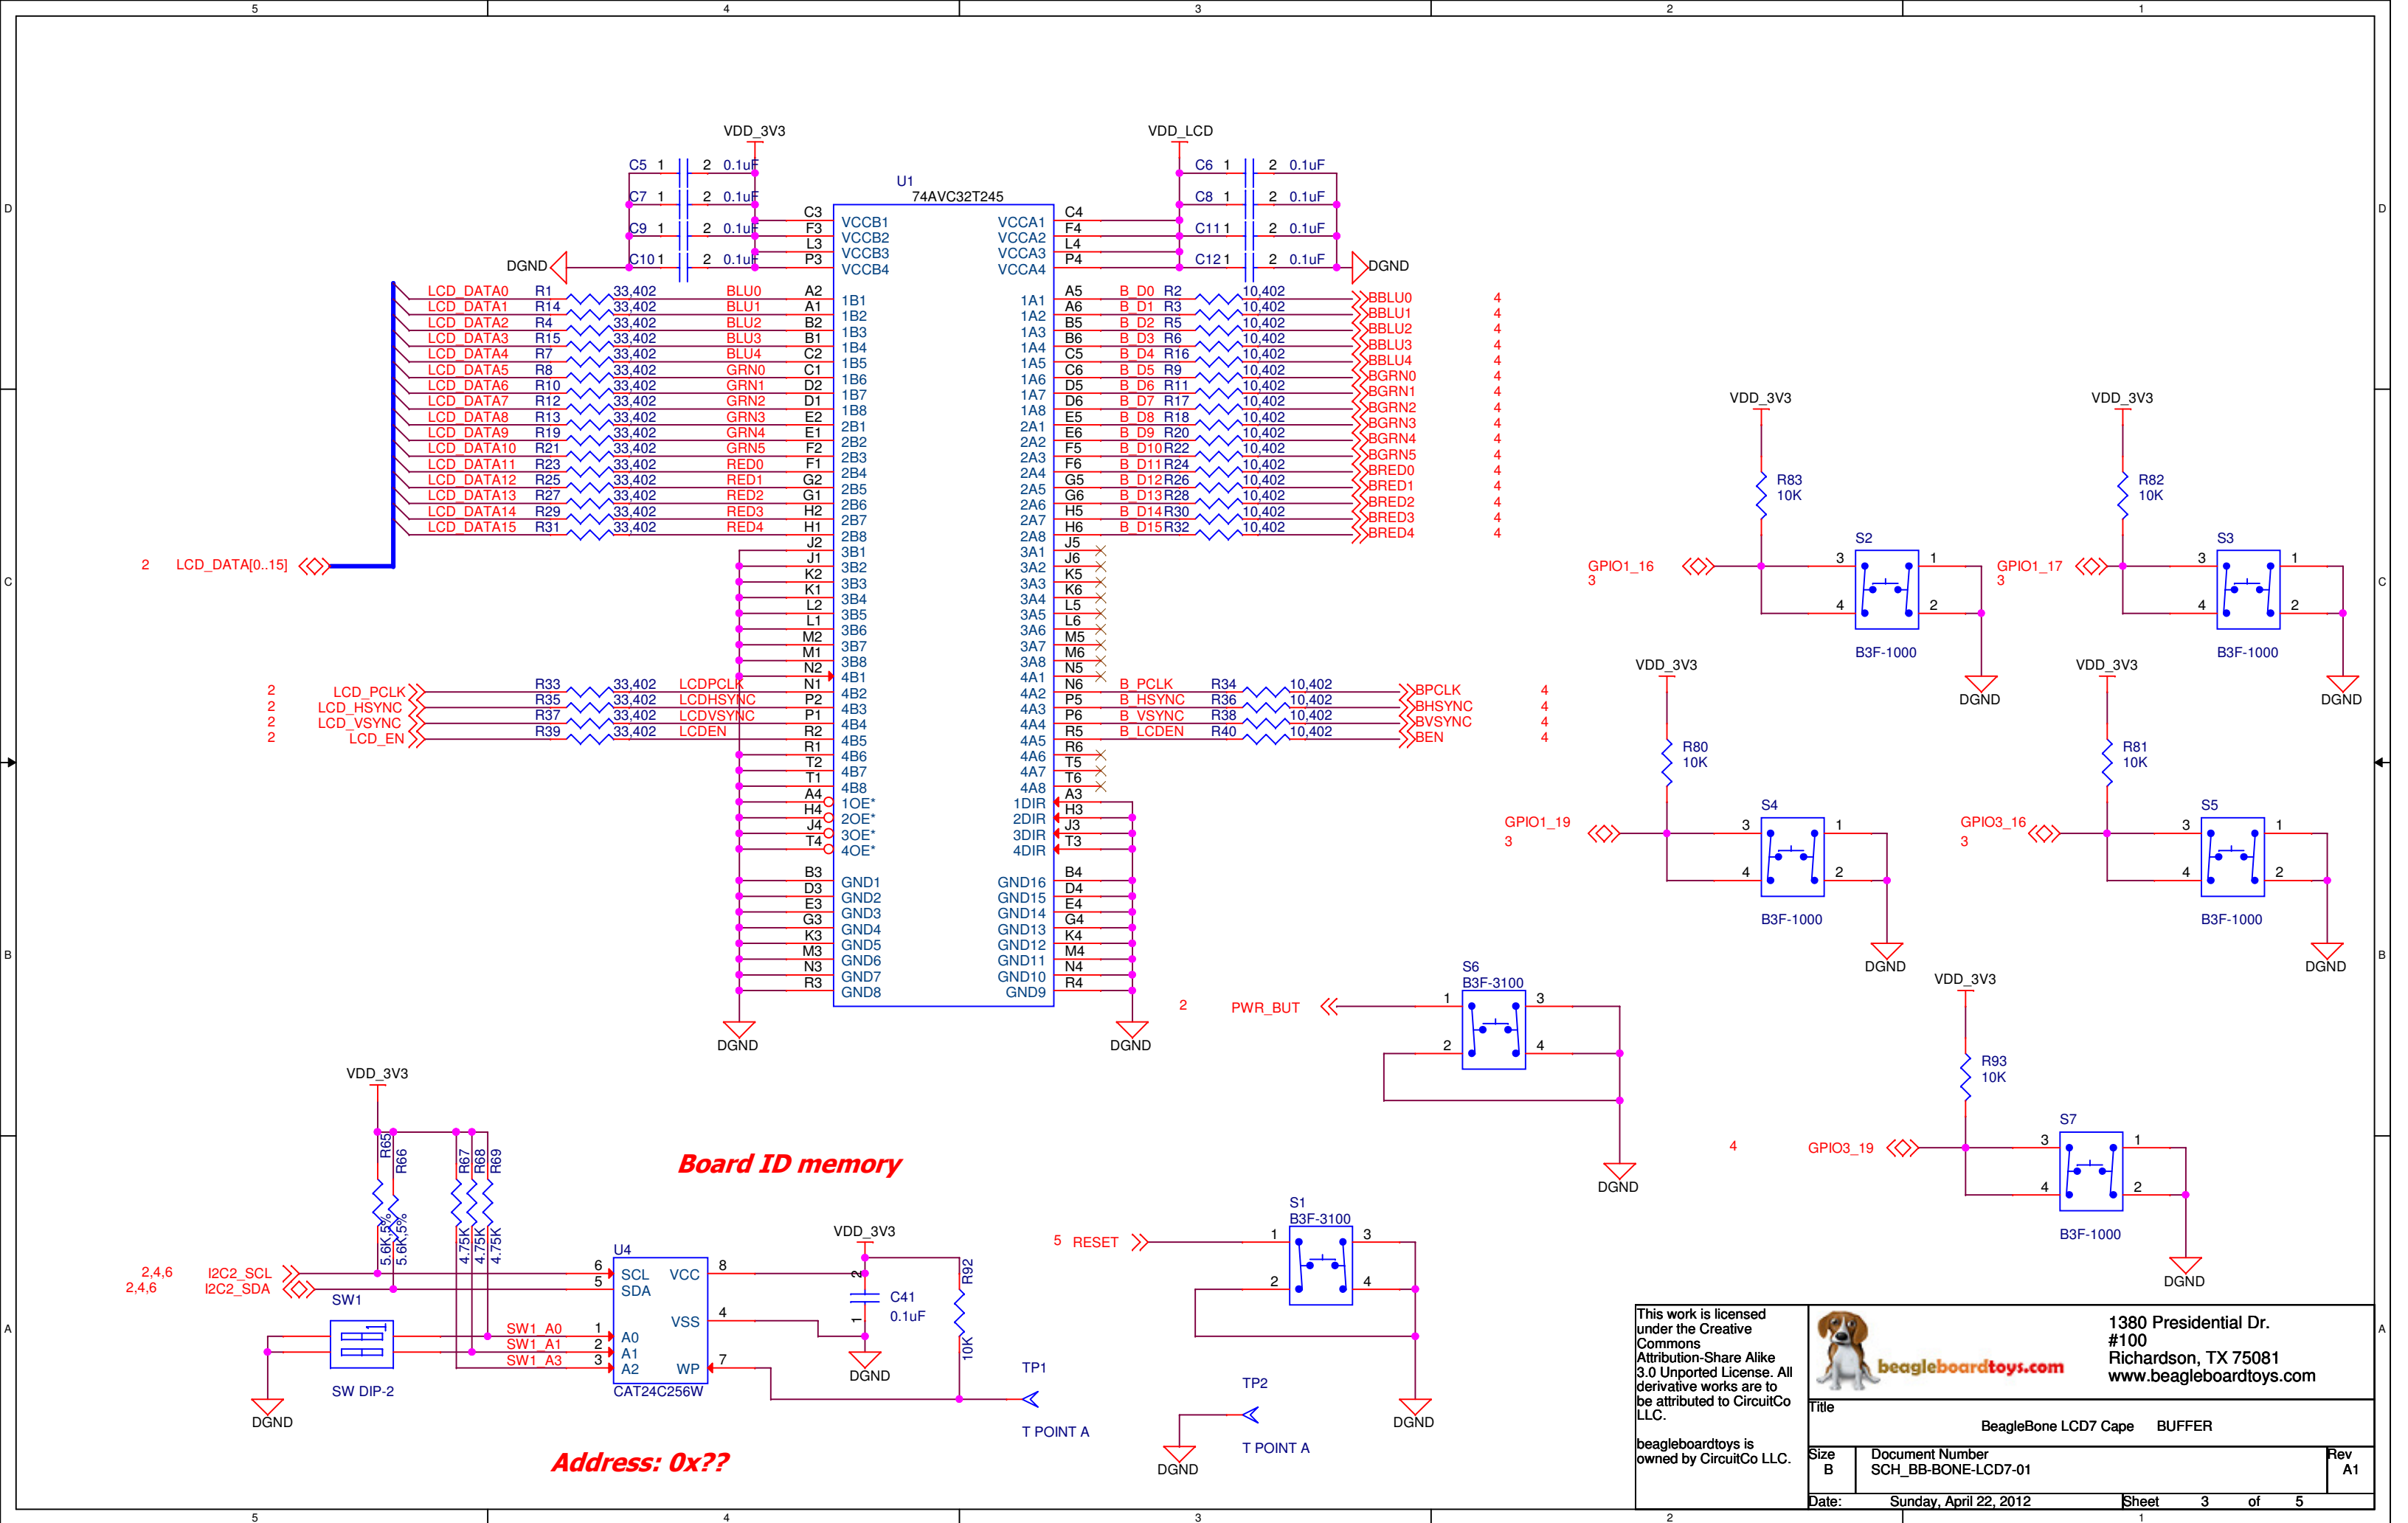 5 4 3 2 1
D
C
B
A
VDD_3V3
C5 1 2 0.1uF
C7 1 2 0.1uF
C9 1 2 0.1uF
C10 1 2 0.1uF
DGND
VDD_LCD
C6 1 2 0.1uF
C8 1 2 0.1uF
C11 1 2 0.1uF
C12 1 2 0.1uF
DGND
U1
74AVC32T245
C3 VCCB1 VCCA1 C4
F3 VCCB2 VCCA2 F4
L3 VCCB3 VCCA3 L4
P3 VCCB4 VCCA4 P4
LCD_DATA0 R1 33,402 BLU0 A2 1B1 1A1 A5 B_D0 R2 10,402 BBLU0 4
LCD_DATA1 R14 33,402 BLU1 A1 1B2 1A2 A6 B_D1 R3 10,402 BBLU1 4
LCD_DATA2 R4 33,402 BLU2 B2 1B3 1A3 B5 B_D2 R5 10,402 BBLU2 4
LCD_DATA3 R15 33,402 BLU3 B1 1B4 1A4 B6 B_D3 R6 10,402 BBLU3 4
LCD_DATA4 R7 33,402 BLU4 C2 1B5 1A5 C5 B_D4 R16 10,402 BBLU4 4
LCD_DATA5 R8 33,402 GRN0 C1 1B6 1A6 C6 B_D5 R9 10,402 BGRN0 4
LCD_DATA6 R10 33,402 GRN1 D2 1B7 1A7 D5 B_D6 R11 10,402 BGRN1 4
LCD_DATA7 R12 33,402 GRN2 D1 1B8 1A8 D6 B_D7 R17 10,402 BGRN2 4
LCD_DATA8 R13 33,402 GRN3 E2 2B1 2A1 E5 B_D8 R18 10,402 BGRN3 4
LCD_DATA9 R19 33,402 GRN4 E1 2B2 2A2 E6 B_D9 R20 10,402 BGRN4 4
LCD_DATA10 R21 33,402 GRN5 F2 2B3 2A3 F5 B_D10 R22 10,402 BGRN5 4
LCD_DATA11 R23 33,402 RED0 F1 2B4 2A4 F6 B_D11 R24 10,402 BRED0 4
LCD_DATA12 R25 33,402 RED1 G2 2B5 2A5 G5 B_D12 R26 10,402 BRED1 4
LCD_DATA13 R27 33,402 RED2 G1 2B6 2A6 G6 B_D13 R28 10,402 BRED2 4
LCD_DATA14 R29 33,402 RED3 H2 2B7 2A7 H5 B_D14 R30 10,402 BRED3 4
LCD_DATA15 R31 33,402 RED4 H1 2B8 2A8 H6 B_D15 R32 10,402 BRED4 4
2 LCD_DATA[0..15]
J2 3B1 3A1 J5
J1 3B2 3A2 J6
K2 3B3 3A3 K5
K1 3B4 3A4 K6
L2 3B5 3A5 L5
L1 3B6 3A6 L6
M2 3B7 3A7 M5
M1 3B8 3A8 M6
N2 4B1 4A1 N5
2 LCD_PCLK R33 33,402 LCDPCLK N1 4B2 4A2 N6 B_PCLK R34 10,402 BPCLK 4
2 LCD_HSYNC R35 33,402 LCDHSYNC P2 4B3 4A3 P5 B_HSYNC R36 10,402 BHSYNC 4
2 LCD_VSYNC R37 33,402 LCDVSYNC P1 4B4 4A4 P6 B_VSYNC R38 10,402 BVSYNC 4
2 LCD_EN R39 33,402 LCDEN R2 4B5 4A5 R5 B_LCDEN R40 10,402 BEN 4
R1 4B6 4A6 R6
T2 4B7 4A7 T5
T1 4B8 4A8 T6
A4 1OE* 1DIR A3
H4 2OE* 2DIR H3
J4 3OE* 3DIR J3
T4 4OE* 4DIR T3
B3 GND1 GND16 B4
D3 GND2 GND15 D4
E3 GND3 GND14 E4
G3 GND4 GND13 G4
K3 GND5 GND12 K4
M3 GND6 GND11 M4
N3 GND7 GND10 N4
R3 GND8 GND9 R4
DGND
DGND
VDD_3V3
R83
10K
S2
GPIO1_16
3
3 1
4 2
B3F-1000
DGND
VDD_3V3
R82
10K
S3
GPIO1_17
3
3 1
4 2
B3F-1000
DGND
VDD_3V3
R80
10K
S4
GPIO1_19
3
3 1
4 2
B3F-1000
DGND
VDD_3V3
R81
10K
S5
GPIO3_16
3
3 1
4 2
B3F-1000
DGND
S6
B3F-3100
2 PWR_BUT
1 3
2 4
DGND
VDD_3V3
R93
10K
S7
4 GPIO3_19
3 1
4 2
B3F-1000
DGND
VDD_3V3
R65 R66 R67 R68 R69
5.6K,5% 5.6K,5% 4.75K 4.75K 4.75K
Board ID memory
2,4,6 I2C2_SCL
2,4,6 I2C2_SDA
SW1
1
SW DIP-2
DGND
SW1_A0
SW1_A1
SW1_A3
U4
6 SCL VCC 8
5 SDA
VSS 4
1 A0
2 A1
3 A2 WP 7
CAT24C256W
VDD_3V3
2
C41
0.1uF
1
DGND
R92
10K
TP1
T POINT A
Address: 0x??
S1
B3F-3100
5 RESET
1 3
2 4
DGND
TP2
T POINT A
DGND
This work is licensed
under the Creative
Commons
Attribution-Share Alike
3.0 Unported License. All
derivative works are to
be attributed to CircuitCo
LLC.
beagleboardtoys is
owned by CircuitCo LLC.
beagleboardtoys.com
1380 Presidential Dr.
#100
Richardson, TX 75081
www.beagleboardtoys.com
Title
BeagleBone LCD7 Cape BUFFER
Size
B
Document Number
SCH_BB-BONE-LCD7-01
Rev
A1
Date: Sunday, April 22, 2012 Sheet 3 of 5
D
C
B
A
5 4 3 2 1